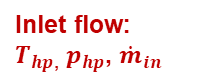 Inlet flow:
T_hp, p_hp, ṁ_in